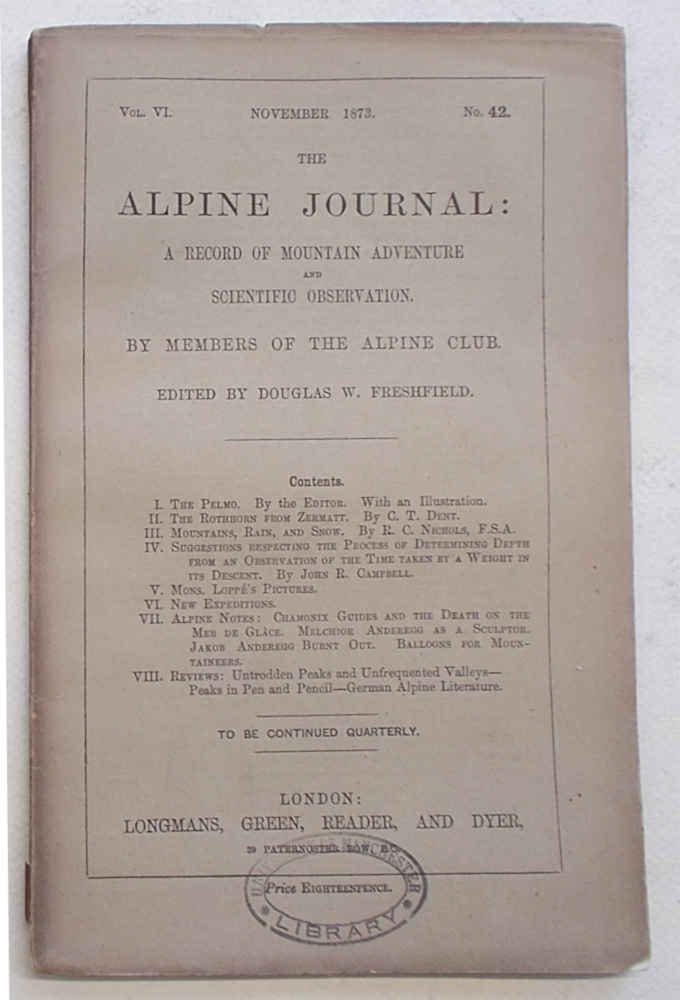 VOL. VI. NOVEMBER 1873. No. 42.
THE
ALPINE JOURNAL:
A RECORD OF MOUNTAIN ADVENTURE
AND
SCIENTIFIC OBSERVATION.
BY MEMBERS OF THE ALPINE CLUB.
EDITED BY DOUGLAS W. FRESHFIELD.
Contents.
I. THE PELMO. By the EDITOR. With an Illustration.
II. THE ROTHHORN FROM ZERMATT. By C. T. DENT.
III. MOUNTAINS, RAIN, AND SNOW. By R. C. NICHOLS, F.S.A.
IV. SUGGESTIONS RESPECTING THE PROCESS OF DETERMINING DEPTH
FROM AN OBSERVATION OF THE TIME TAKEN BY A WEIGHT IN
ITS DESCENT. By JOHN R. CAMPBELL.
V. MONS. LOPPÉ'S PICTURES.
VI. NEW EXPEDITIONS.
VII. ALPINE NOTES: CHAMONIX GUIDES AND THE DEATH ON THE
MER DE GLACE. MELCHIOR ANDEREGG AS A SCULPTOR.
JAKOB ANDEREGG BURNT OUT. BALLOONS FOR MOUN-
TAINEERS.
VIII. REVIEWS: Untrodden Peaks and Unfrequented Valleys—
Peaks in Pen and Pencil—German Alpine Literature.
TO BE CONTINUED QUARTERLY.
LONDON:
LONGMANS, GREEN, READER, AND DYER,
39 PATERNOSTER ROW, E.C.
Price EIGHTEENPENCE.
MANCHESTER
LIBRARY